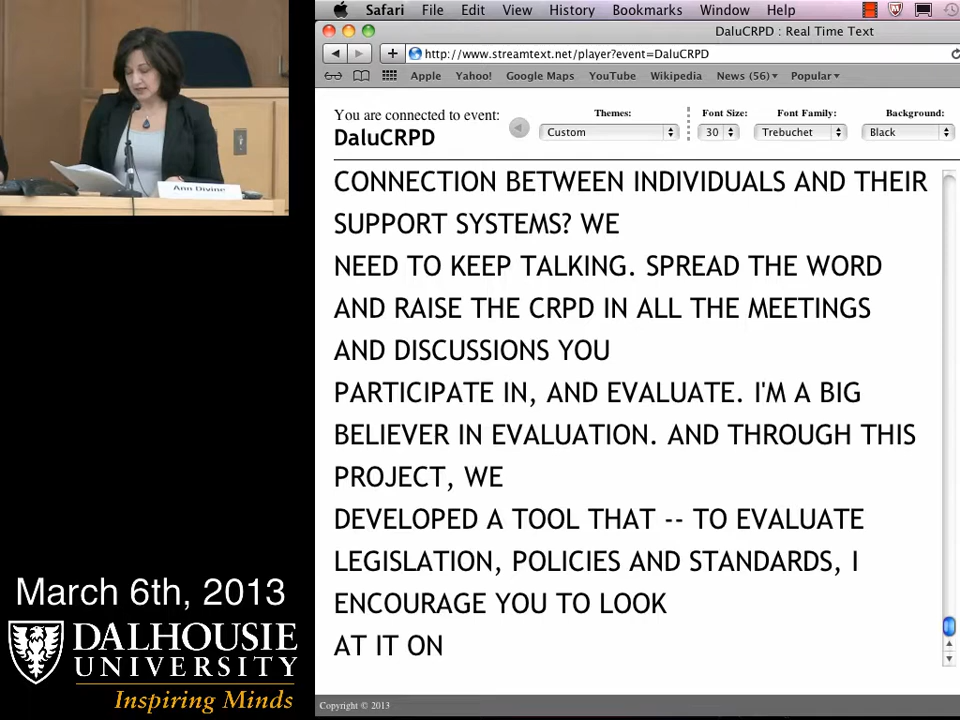 Safari File Edit View History Bookmarks Window Help
DaluCRPD : Real Time Text
http://www.streamtext.net/player?event=DaluCRPD
Apple Yahoo! Google Maps YouTube Wikipedia News (56) Popular
You are connected to event:
DaluCRPD
Themes: Font Size: Font Family: Background:
Custom 30 Trebuchet Black
CONNECTION BETWEEN INDIVIDUALS AND THEIR
SUPPORT SYSTEMS? WE
NEED TO KEEP TALKING. SPREAD THE WORD
AND RAISE THE CRPD IN ALL THE MEETINGS
AND DISCUSSIONS YOU
PARTICIPATE IN, AND EVALUATE. I'M A BIG
BELIEVER IN EVALUATION. AND THROUGH THIS
PROJECT, WE
DEVELOPED A TOOL THAT -- TO EVALUATE
LEGISLATION, POLICIES AND STANDARDS, I
ENCOURAGE YOU TO LOOK
AT IT ON
Copyright © 2013
Ann Divine
March 6th, 2013
DALHOUSIE
UNIVERSITY
Inspiring Minds